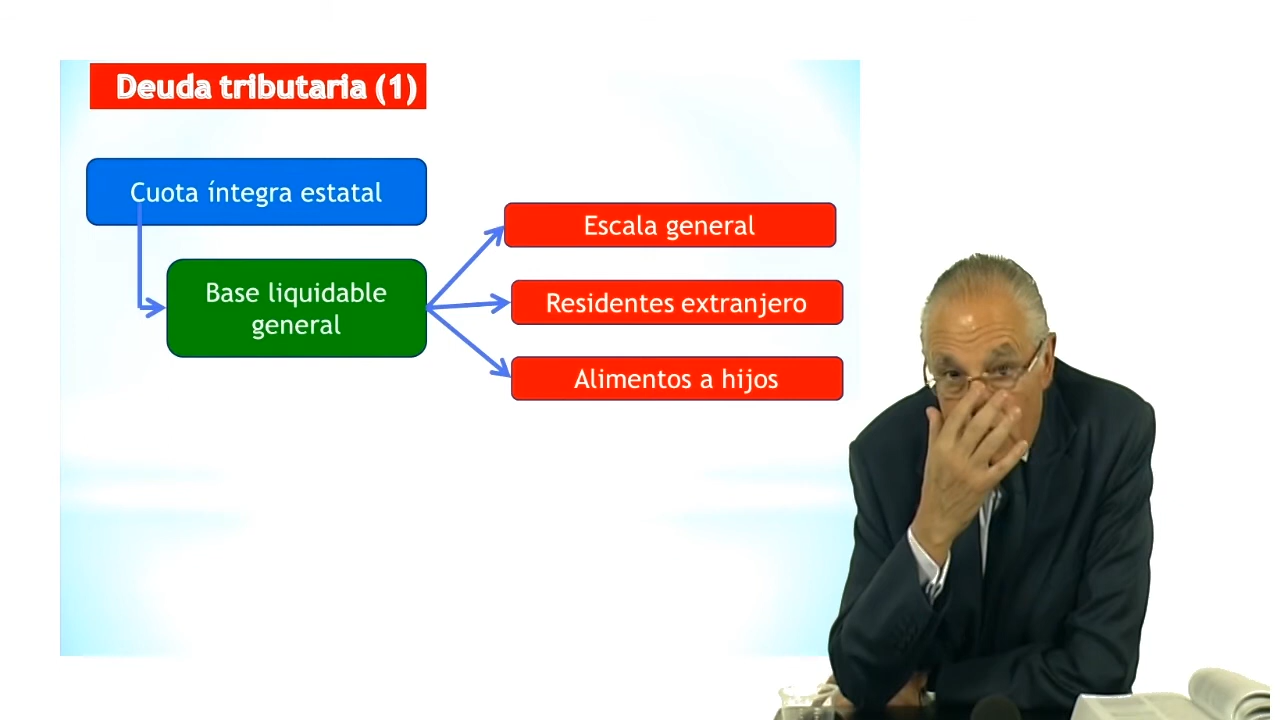 Deuda tributaria (1)
Cuota íntegra estatal
Base liquidable
general
Escala general
Residentes extranjero
Alimentos a hijos